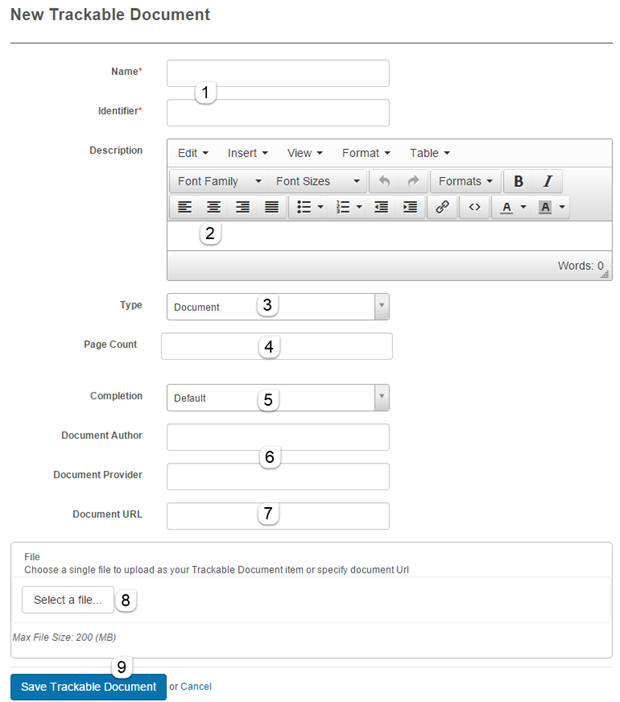 New Trackable Document
Name*
1
Identifier*
Description
Edit Insert View Format Table
Font Family Font Sizes Formats B I
A A
2
Words: 0
Type Document 3
Page Count 4
Completion Default 5
Document Author
6
Document Provider
Document URL 7
File
Choose a single file to upload as your Trackable Document item or specify document Url
Select a file... 8
Max File Size: 200 (MB)
9
Save Trackable Document or Cancel